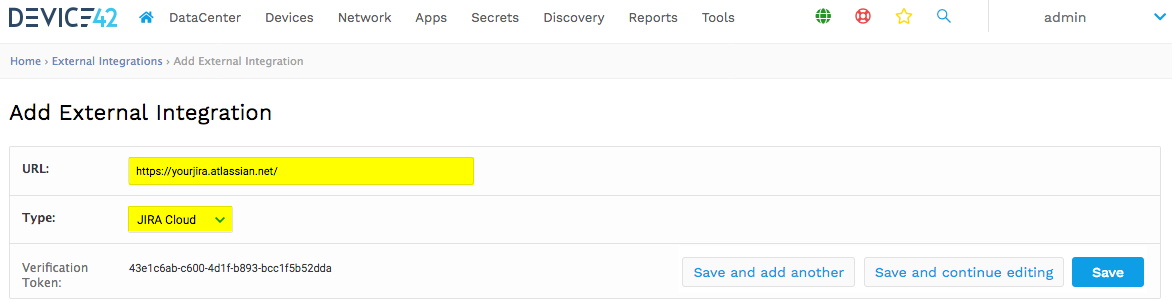 DEVICE42 DataCenter Devices Network Apps Secrets Discovery Reports Tools admin
Home › External Integrations › Add External Integration
Add External Integration
URL: https://yourjira.atlassian.net/
Type: JIRA Cloud
Verification Token: 43e1c6ab-c600-4d1f-b893-bcc1f5b52dda
Save and add another Save and continue editing Save